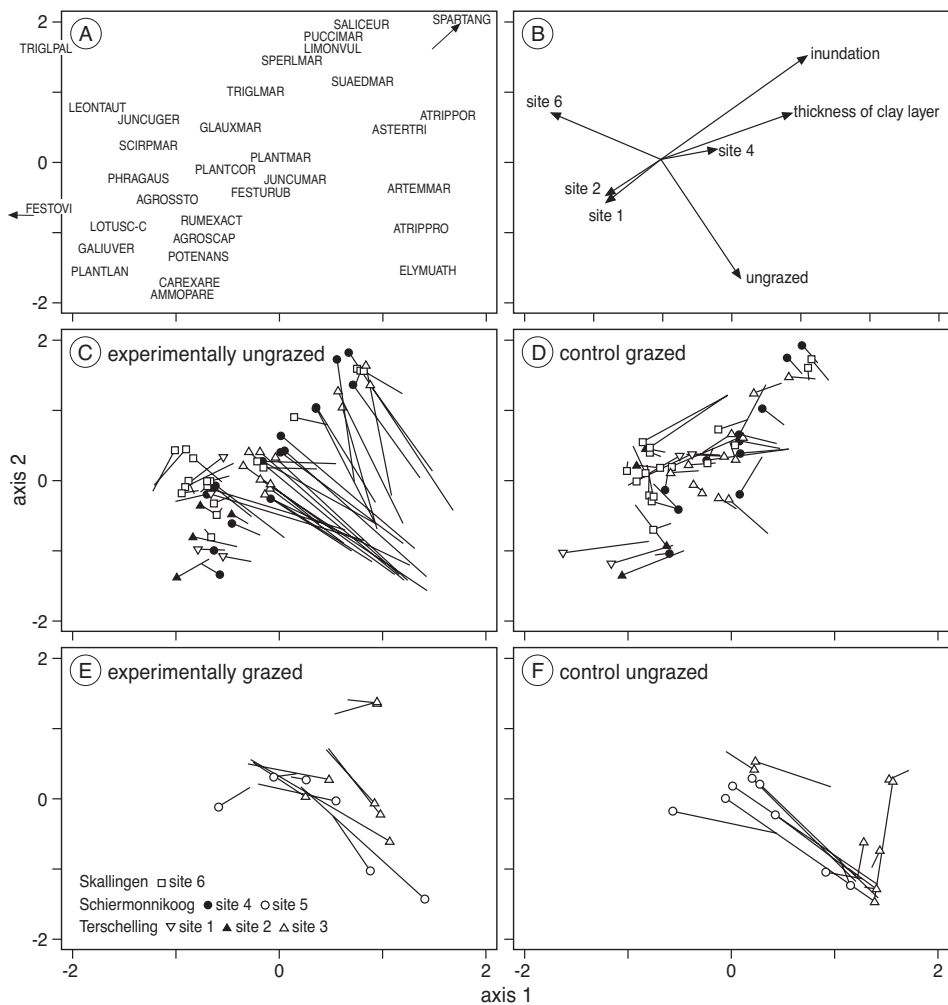 A
2
0
-2
SALICEUR
SPARTANG
PUCCIMAR
TRIGLPAL
LIMONVUL
SPERLMAR
SUAEDMAR
TRIGLMAR
LEONTAUT
JUNCUGER
ATRIPPOR
GLAUXMAR
ASTERTRI
SCIRPMAR
PLANTMAR
PLANTCOR
PHRAGAUS
JUNCUMAR
ARTEMMAR
FESTURUB
AGROSSTO
FESTOVI
RUMEXACT
LOTUSC-C
ATRIPPRO
AGROSCAP
GALIUVER
POTENANS
PLANTLAN
ELYMUATH
CAREXARE
AMMOPARE
B
inundation
site 6
thickness of clay layer
site 4
site 2
site 1
ungrazed
axis 2
C experimentally ungrazed
2
0
-2
D control grazed
E experimentally grazed
2
0
-2
Skallingen site 6
Schiermonnikoog site 4 site 5
Terschelling site 1 site 2 site 3
F control ungrazed
-2 0 2
-2 0 2
axis 1